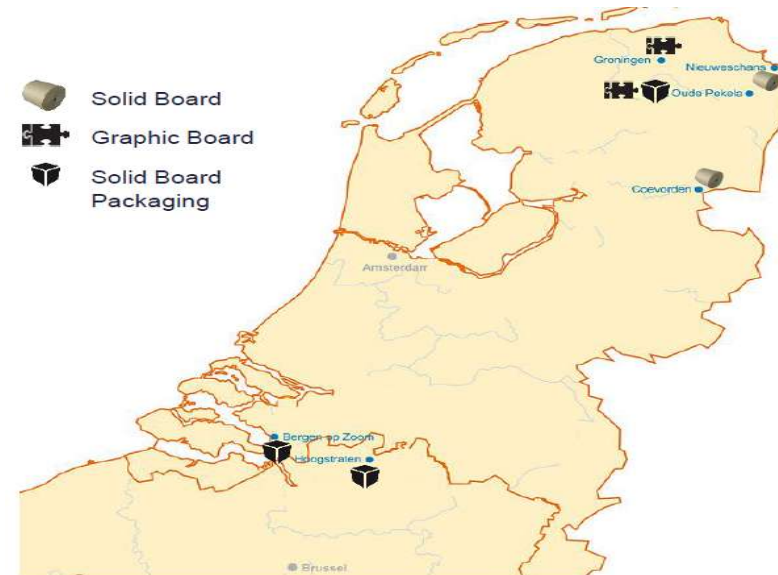 Solid Board
Graphic Board
Solid Board
Packaging
Groningen
Nieuweschans
Oude Pekela
Coevorden
Amsterdam
Bergen op Zoom
Hoogstraten
Brussel